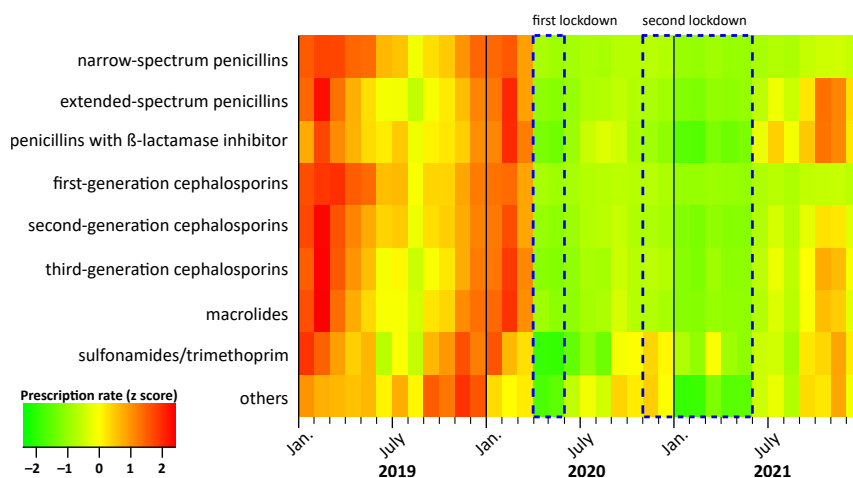 first lockdown
second lockdown
narrow-spectrum penicillins
extended-spectrum penicillins
penicillins with ß-lactamase inhibitor
first-generation cephalosporins
second-generation cephalosporins
third-generation cephalosporins
macrolides
sulfonamides/trimethoprim
others
Prescription rate (z score)
–2 –1 0 1 2
Jan. July Jan. July Jan. July
2019 2020 2021